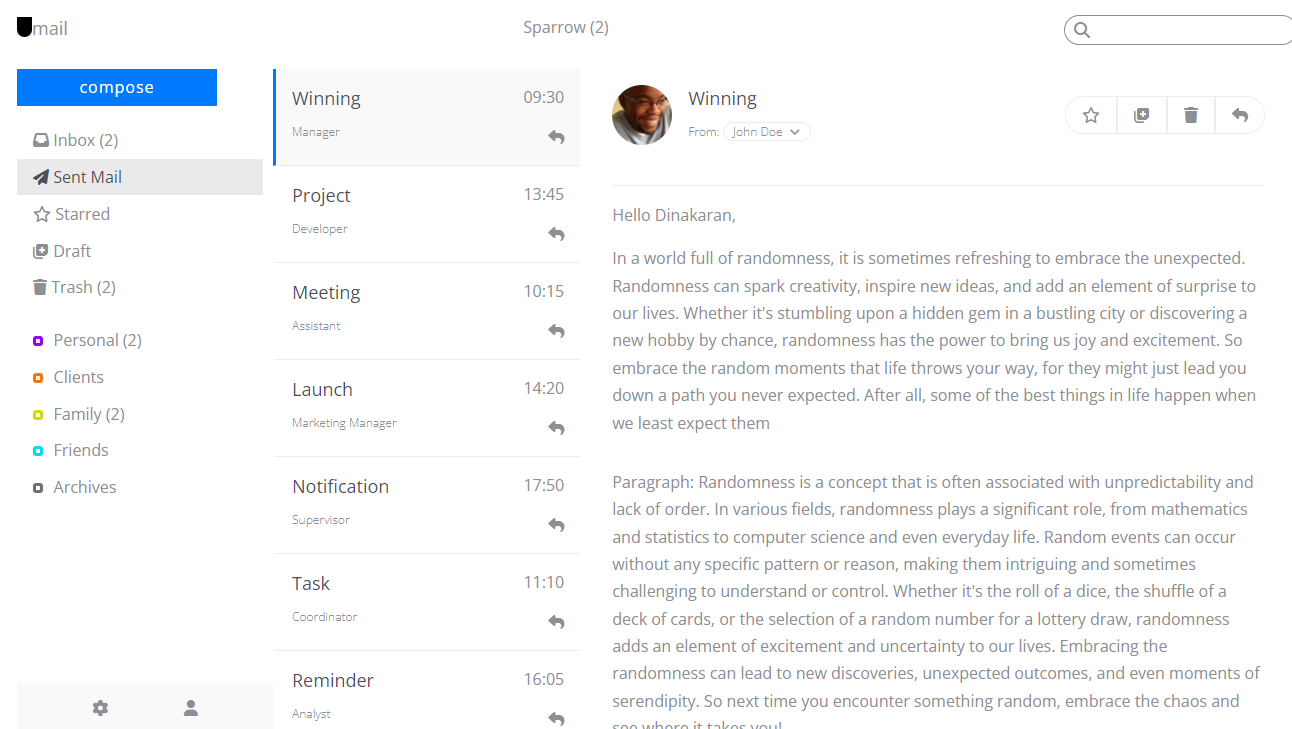 mail
Sparrow (2)
compose
Inbox (2)
Sent Mail
Starred
Draft
Trash (2)
Personal (2)
Clients
Family (2)
Friends
Archives
Winning 09:30
Manager
Project 13:45
Developer
Meeting 10:15
Assistant
Launch 14:20
Marketing Manager
Notification 17:50
Supervisor
Task 11:10
Coordinator
Reminder 16:05
Analyst
Winning
From: John Doe
Hello Dinakaran,
In a world full of randomness, it is sometimes refreshing to embrace the unexpected.
Randomness can spark creativity, inspire new ideas, and add an element of surprise to
our lives. Whether it's stumbling upon a hidden gem in a bustling city or discovering a
new hobby by chance, randomness has the power to bring us joy and excitement. So
embrace the random moments that life throws your way, for they might just lead you
down a path you never expected. After all, some of the best things in life happen when
we least expect them
Paragraph: Randomness is a concept that is often associated with unpredictability and
lack of order. In various fields, randomness plays a significant role, from mathematics
and statistics to computer science and even everyday life. Random events can occur
without any specific pattern or reason, making them intriguing and sometimes
challenging to understand or control. Whether it's the roll of a dice, the shuffle of a
deck of cards, or the selection of a random number for a lottery draw, randomness
adds an element of excitement and uncertainty to our lives. Embracing the
randomness can lead to new discoveries, unexpected outcomes, and even moments of
serendipity. So next time you encounter something random, embrace the chaos and
see where it takes you!